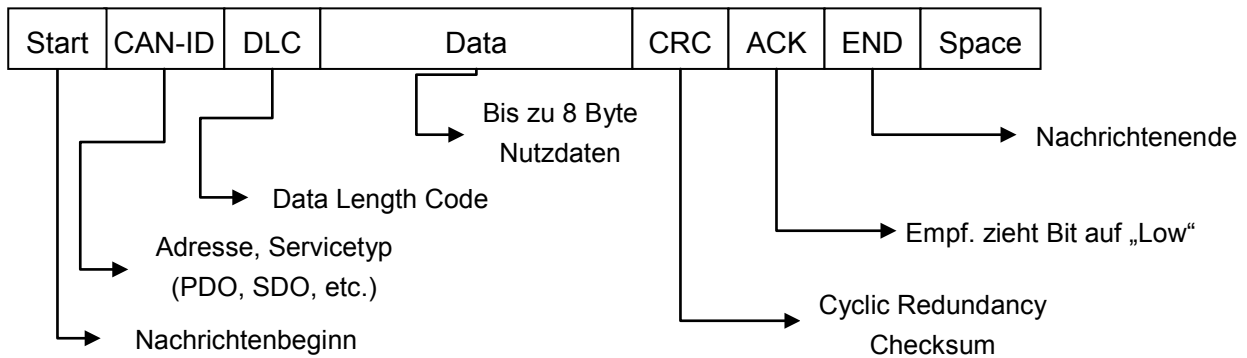 Start CAN-ID DLC Data CRC ACK END Space
Bis zu 8 Byte
Nutzdaten
Nachrichtenende
Data Length Code
Empf. zieht Bit auf „Low“
Adresse, Servicetyp
(PDO, SDO, etc.)
Cyclic Redundancy
Checksum
Nachrichtenbeginn